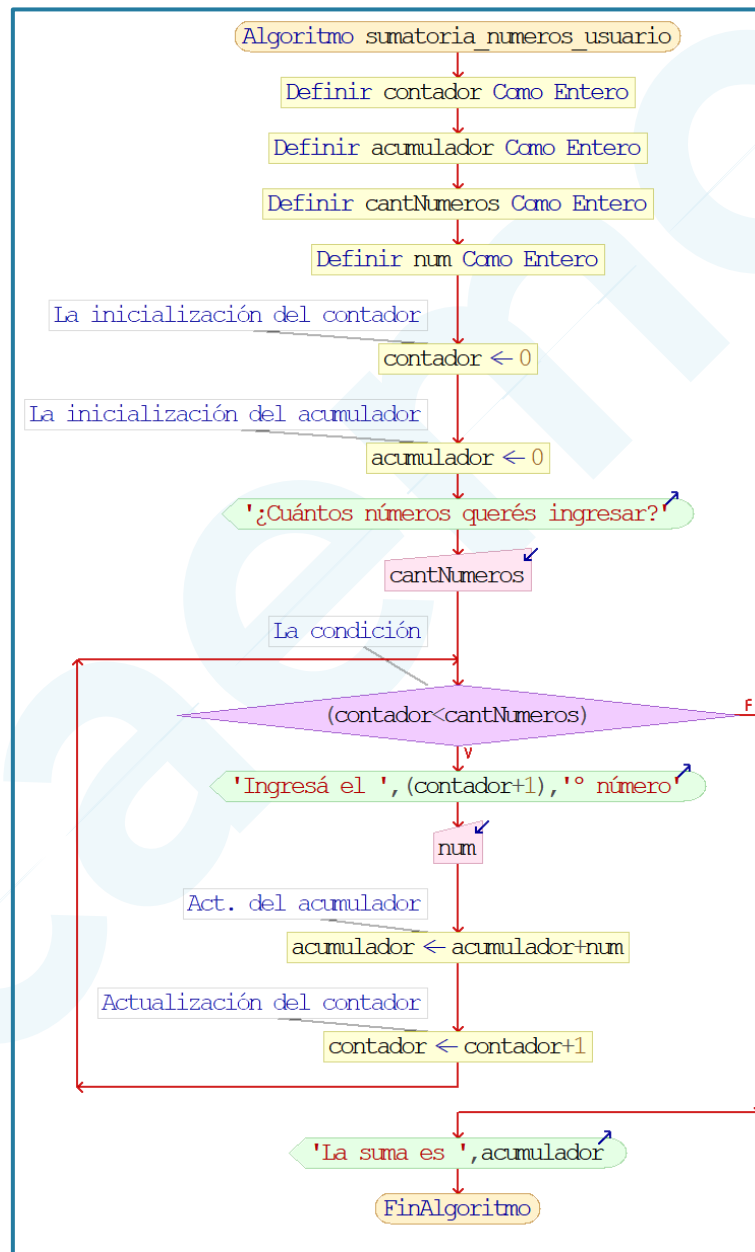 Algoritmo sumatoria_numeros_usuario
Definir contador Como Entero
Definir acumulador Como Entero
Definir cantNumeros Como Entero
Definir num Como Entero
La inicialización del contador
contador ← 0
La inicialización del acumulador
acumulador ← 0
'¿Cuántos números querés ingresar?'
cantNumeros
La condición
(contador<cantNumeros)
F
V
'Ingresá el ',(contador+1),'° número'
num
Act. del acumulador
acumulador ← acumulador+num
Actualización del contador
contador ← contador+1
'La suma es ',acumulador
FinAlgoritmo